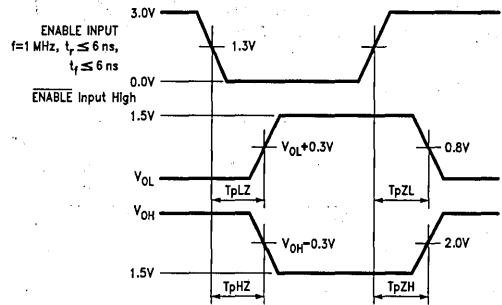 3.0V
ENABLE INPUT
f=1 MHz, tr ≤ 6 ns,
tf ≤ 6 ns
1.3V
0.0V
ENABLE Input High
1.5V
VOL+0.3V
0.8V
VOL
TpLZ
TpZL
VOH
VOH-0.3V
2.0V
1.5V
TpHZ
TpZH